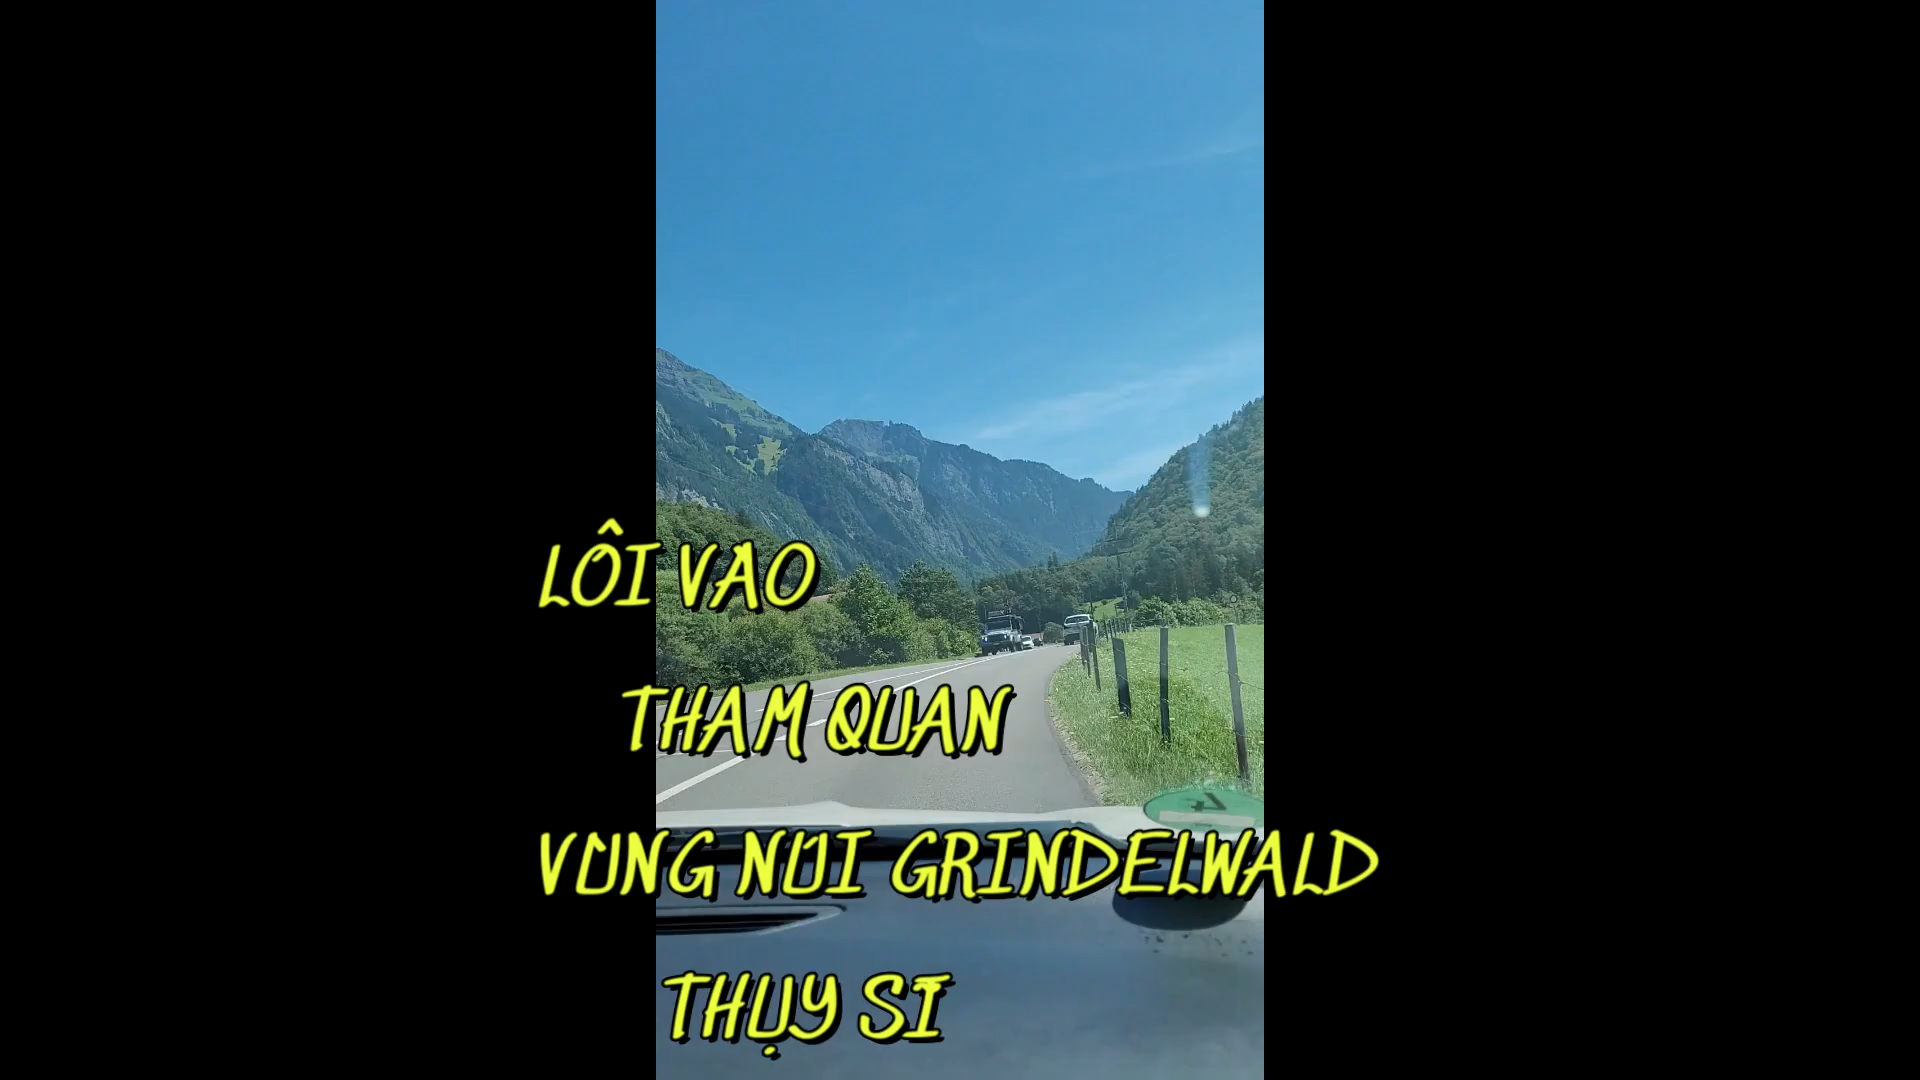 LÔI VAO
THAM QUAN
VUNG NUI GRINDELWALD
THỤY SI